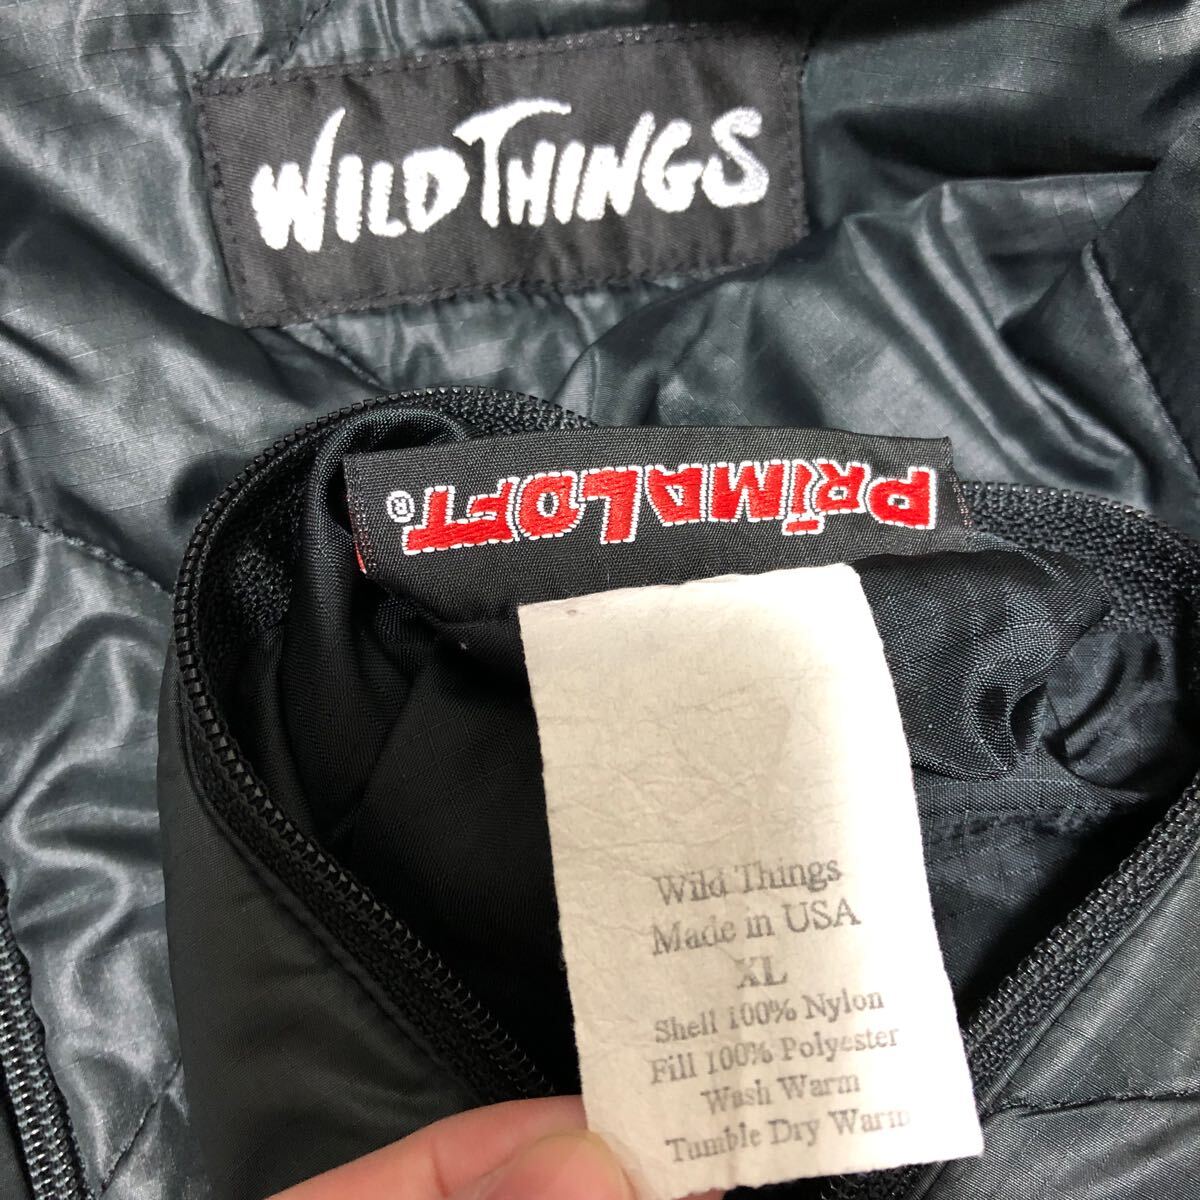 WILD THINGS
PRiMALOFT®
Wild Things
Made in USA
XL
Shell 100% Nylon
Fill 100% Polyester
Wash Warm
Tumble Dry Warm